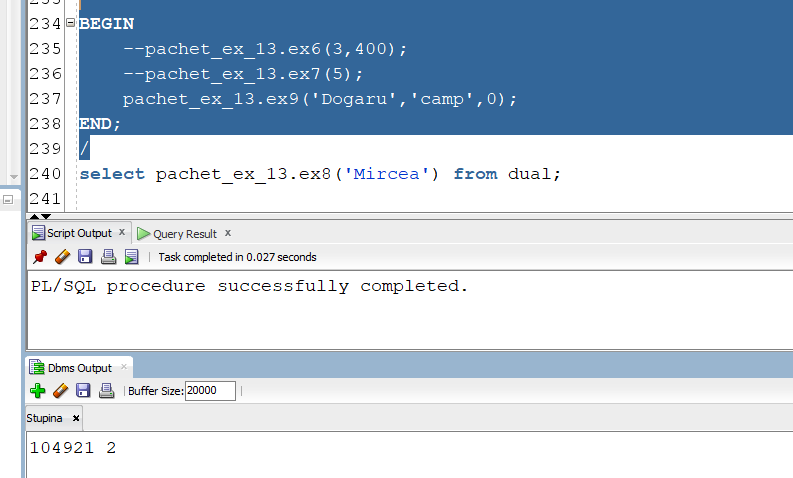 233
234 BEGIN
235 --pachet_ex_13.ex6(3,400);
236 --pachet_ex_13.ex7(5);
237 pachet_ex_13.ex9('Dogaru','camp',0);
238 END;
239 /
240 select pachet_ex_13.ex8('Mircea') from dual;
241
Script Output x Query Result x
Task completed in 0.027 seconds
PL/SQL procedure successfully completed.
Dbms Output x
Buffer Size: 20000
Stupina x
104921 2